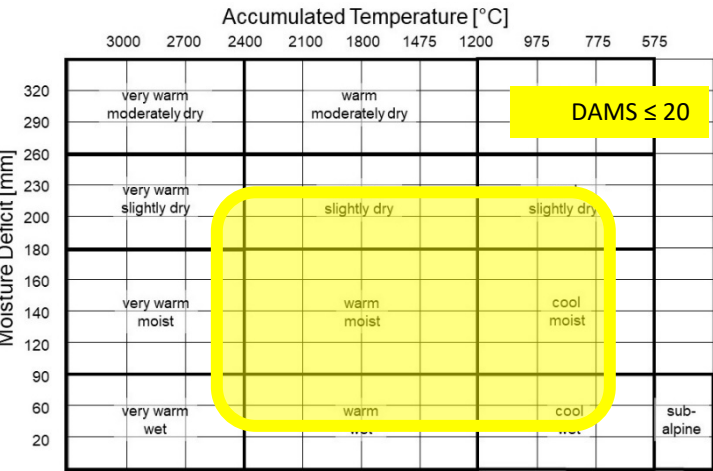 Accumulated Temperature [°C]
3000 2700 2400 2100 1800 1475 1200 975 775 575
Moisture Deficit [mm]
320
290
260
230
200
180
160
140
120
90
60
20
very warm
moderately dry
warm
moderately dry
DAMS ≤ 20
very warm
slightly dry
slightly dry
slightly dry
very warm
moist
warm
moist
cool
moist
very warm
wet
warm
wet
cool
wet
sub-
alpine